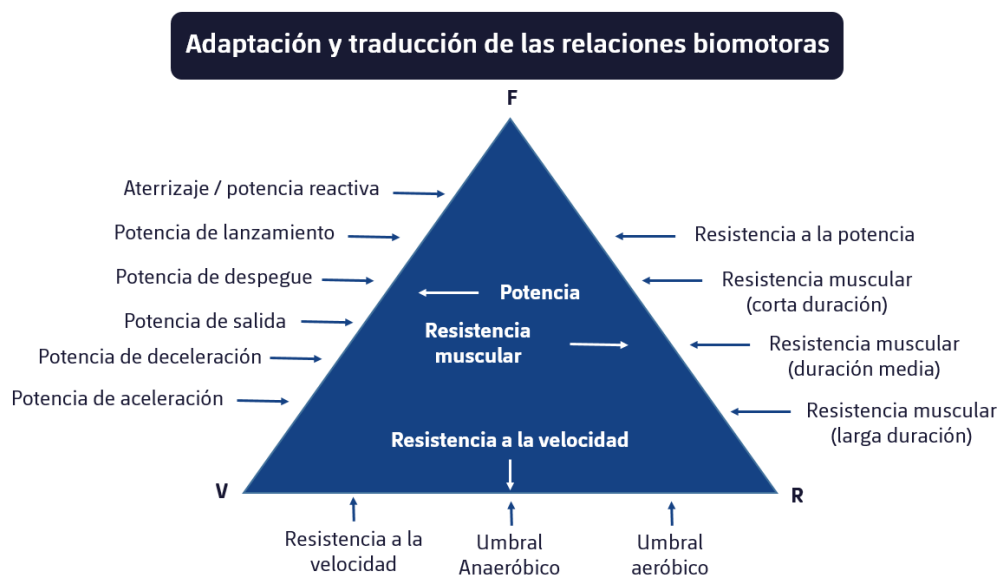 Adaptación y traducción de las relaciones biomotoras
F
Aterrizaje / potencia reactiva
Potencia de lanzamiento
Potencia de despegue
Potencia de salida
Potencia de deceleración
Potencia de aceleración
Potencia
Resistencia
muscular
Resistencia a la velocidad
Resistencia a la potencia
Resistencia muscular
(corta duración)
Resistencia muscular
(duración media)
Resistencia muscular
(larga duración)
V
R
Resistencia a la
velocidad
Umbral
Anaeróbico
Umbral
aeróbico